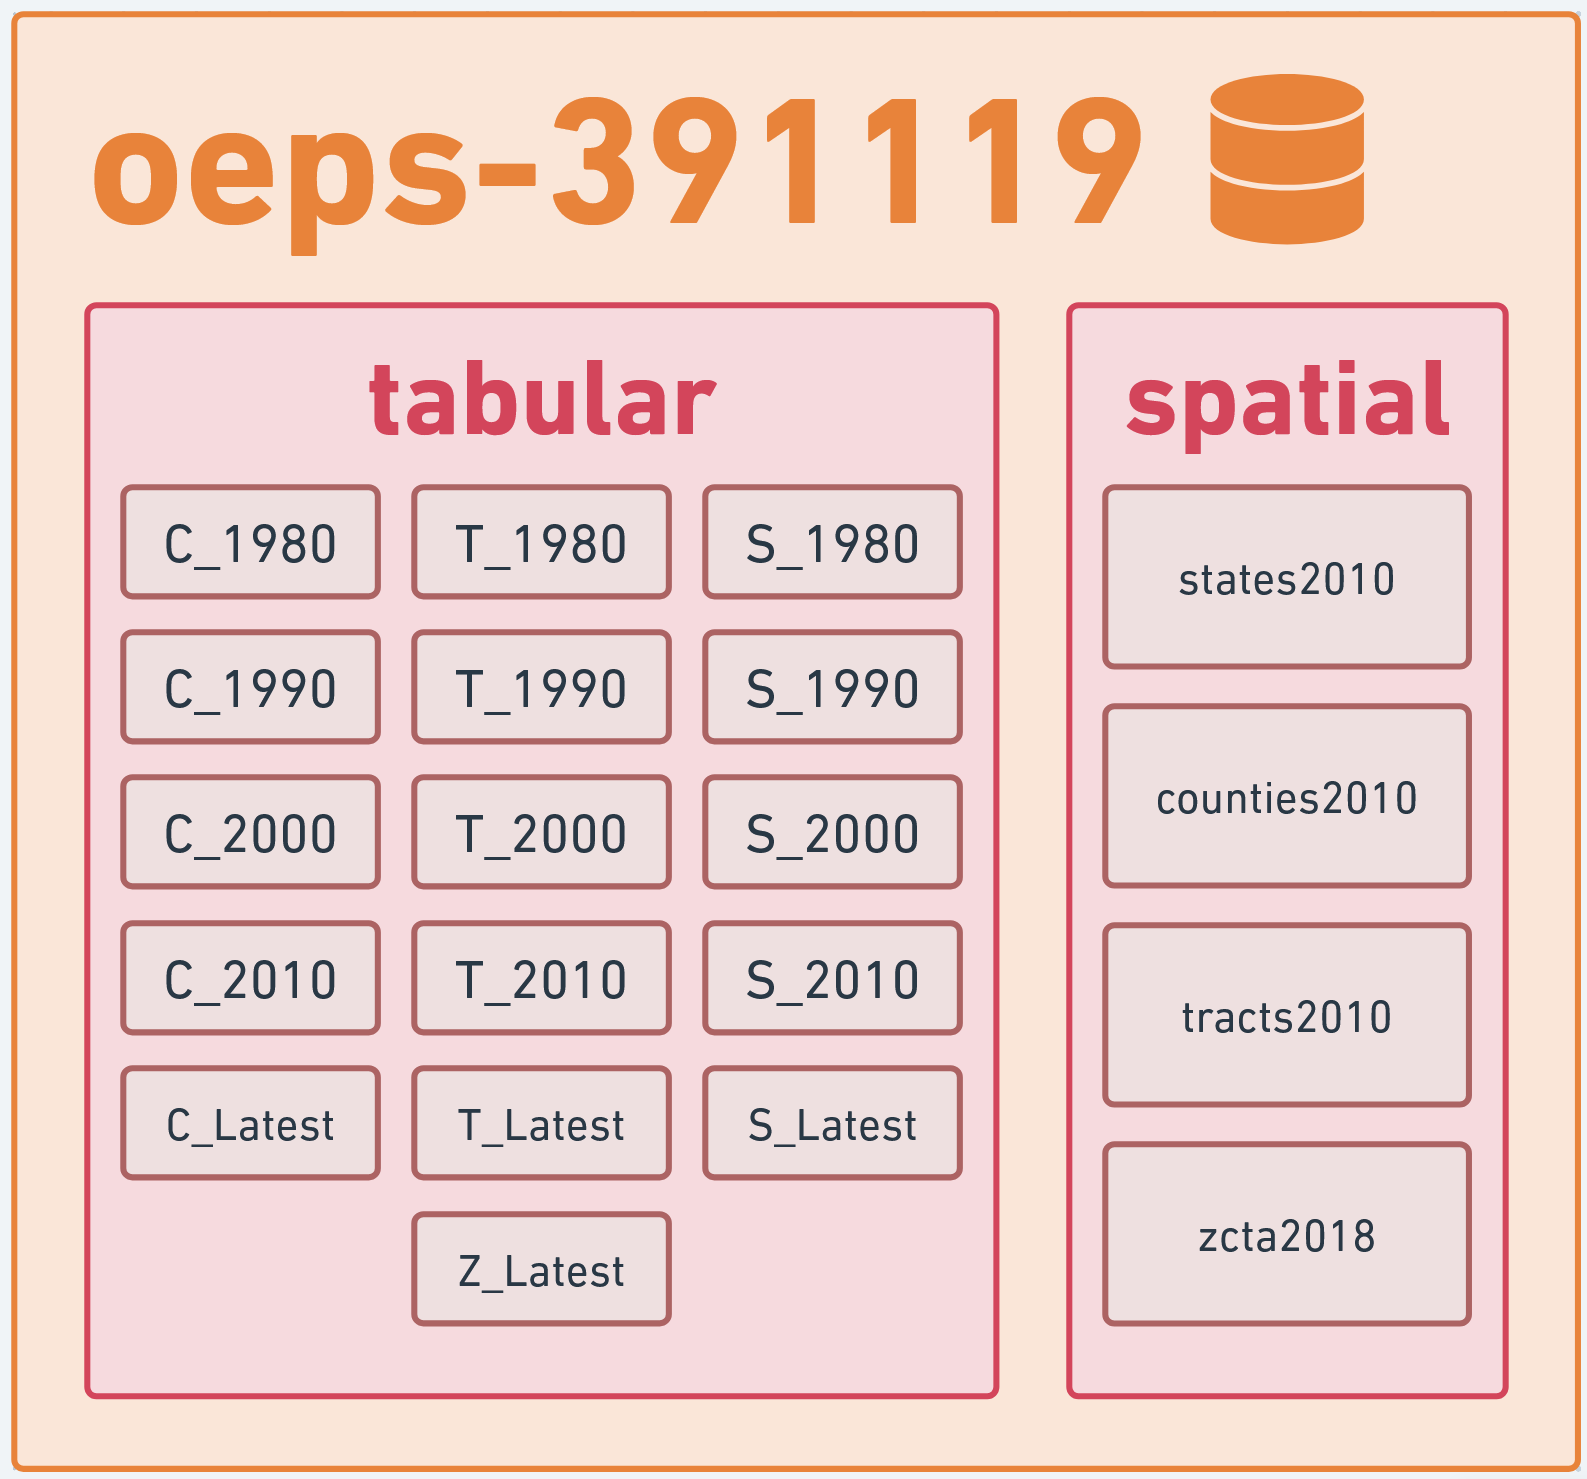 oeps-391119
tabular
C_1980 T_1980 S_1980
C_1990 T_1990 S_1990
C_2000 T_2000 S_2000
C_2010 T_2010 S_2010
C_Latest T_Latest S_Latest
Z_Latest
spatial
states2010
counties2010
tracts2010
zcta2018